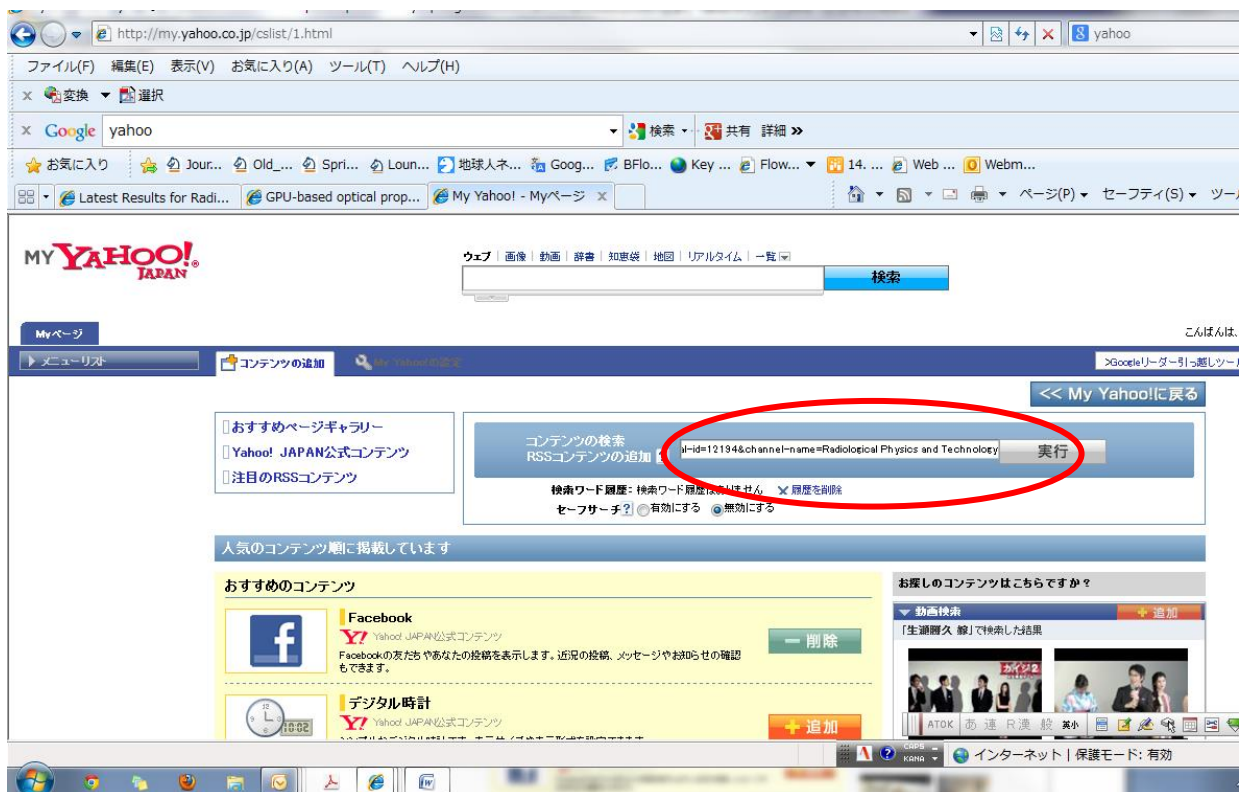 http://my.yahoo.co.jp/cslist/1.html
yahoo
ファイル(F) 編集(E) 表示(V) お気に入り(A) ツール(T) ヘルプ(H)
x 変換 ▼ 選択
x Google yahoo 検索 共有 詳細 »
お気に入り Jour... Old_... Spri... Loun... 地球人ネ... Goog... BFlo... Key ... Flow... 14. ... Web ... Webm...
Latest Results for Radi... GPU-based optical prop... My Yahoo! - Myページ x ページ(P) セーフティ(S)
MY YAHOO! JAPAN
ウェブ | 画像 | 動画 | 辞書 | 知恵袋 | 地図 | リアルタイム | 一覧
検索
Myページ
こんばんは、
メニューリスト コンテンツの追加 My Yahoo!の設定 >Googleリーダー引っ越しツール
<< My Yahoo!に戻る
おすすめページギャラリー
Yahoo! JAPAN公式コンテンツ
注目のRSSコンテンツ
コンテンツの検索
RSSコンテンツの追加 ? al-id=12194&channel-name=Radiological Physics and Technology 実行
検索ワード履歴: 検索ワード履歴はありません × 履歴を削除
セーフサーチ? 有効にする 無効にする
人気のコンテンツ順に掲載しています
おすすめのコンテンツ
Facebook
Y! Yahoo! JAPAN公式コンテンツ
Facebookの友だちやあなたの投稿を表示します。近況の投稿、メッセージやお知らせの確認
もできます。
ー 削除
デジタル時計
Y! Yahoo! JAPAN公式コンテンツ
10:02
+ 追加
お探しのコンテンツはこちらですか?
動画検索 + 追加
で検索した結果
カイジ2
ATOK あ 連 R漢 般 英小
CAPS
KANA
インターネット | 保護モード: 有効